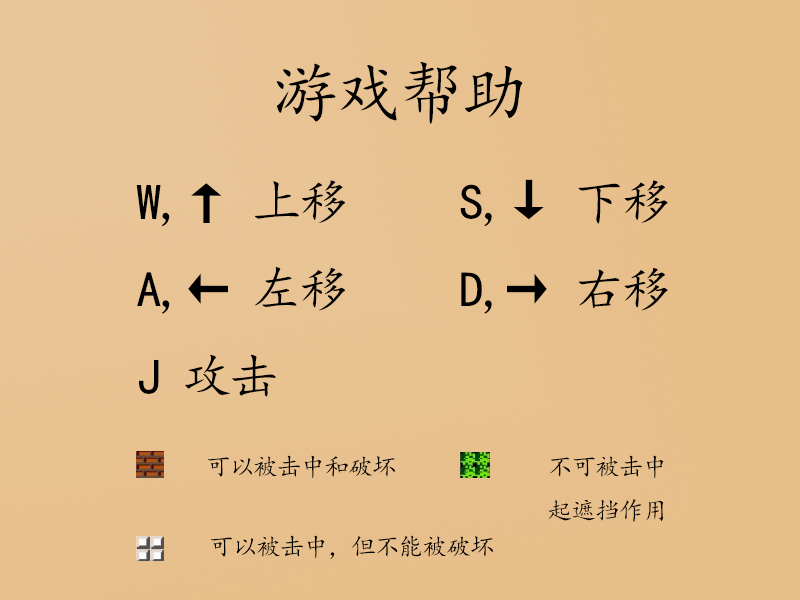 游戏帮助
W,↑ 上移 S,↓ 下移
A,← 左移 D,→ 右移
J 攻击
可以被击中和破坏 不可被击中
起遮挡作用
可以被击中，但不能被破坏